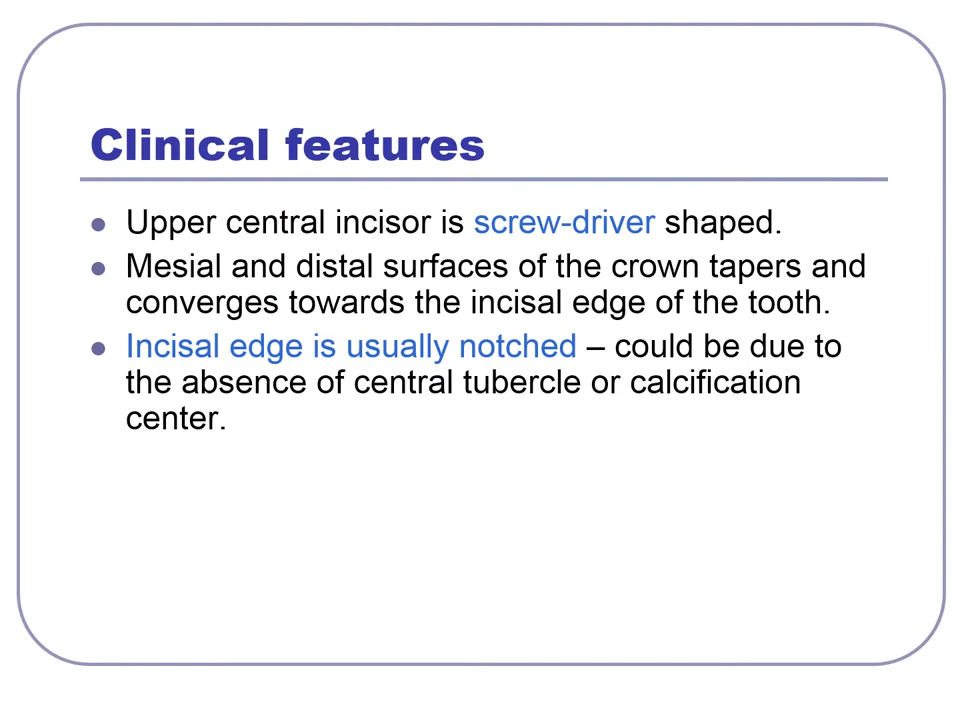 Clinical features
Upper central incisor is screw-driver shaped.
Mesial and distal surfaces of the crown tapers and
converges towards the incisal edge of the tooth.
Incisal edge is usually notched – could be due to
the absence of central tubercle or calcification
center.